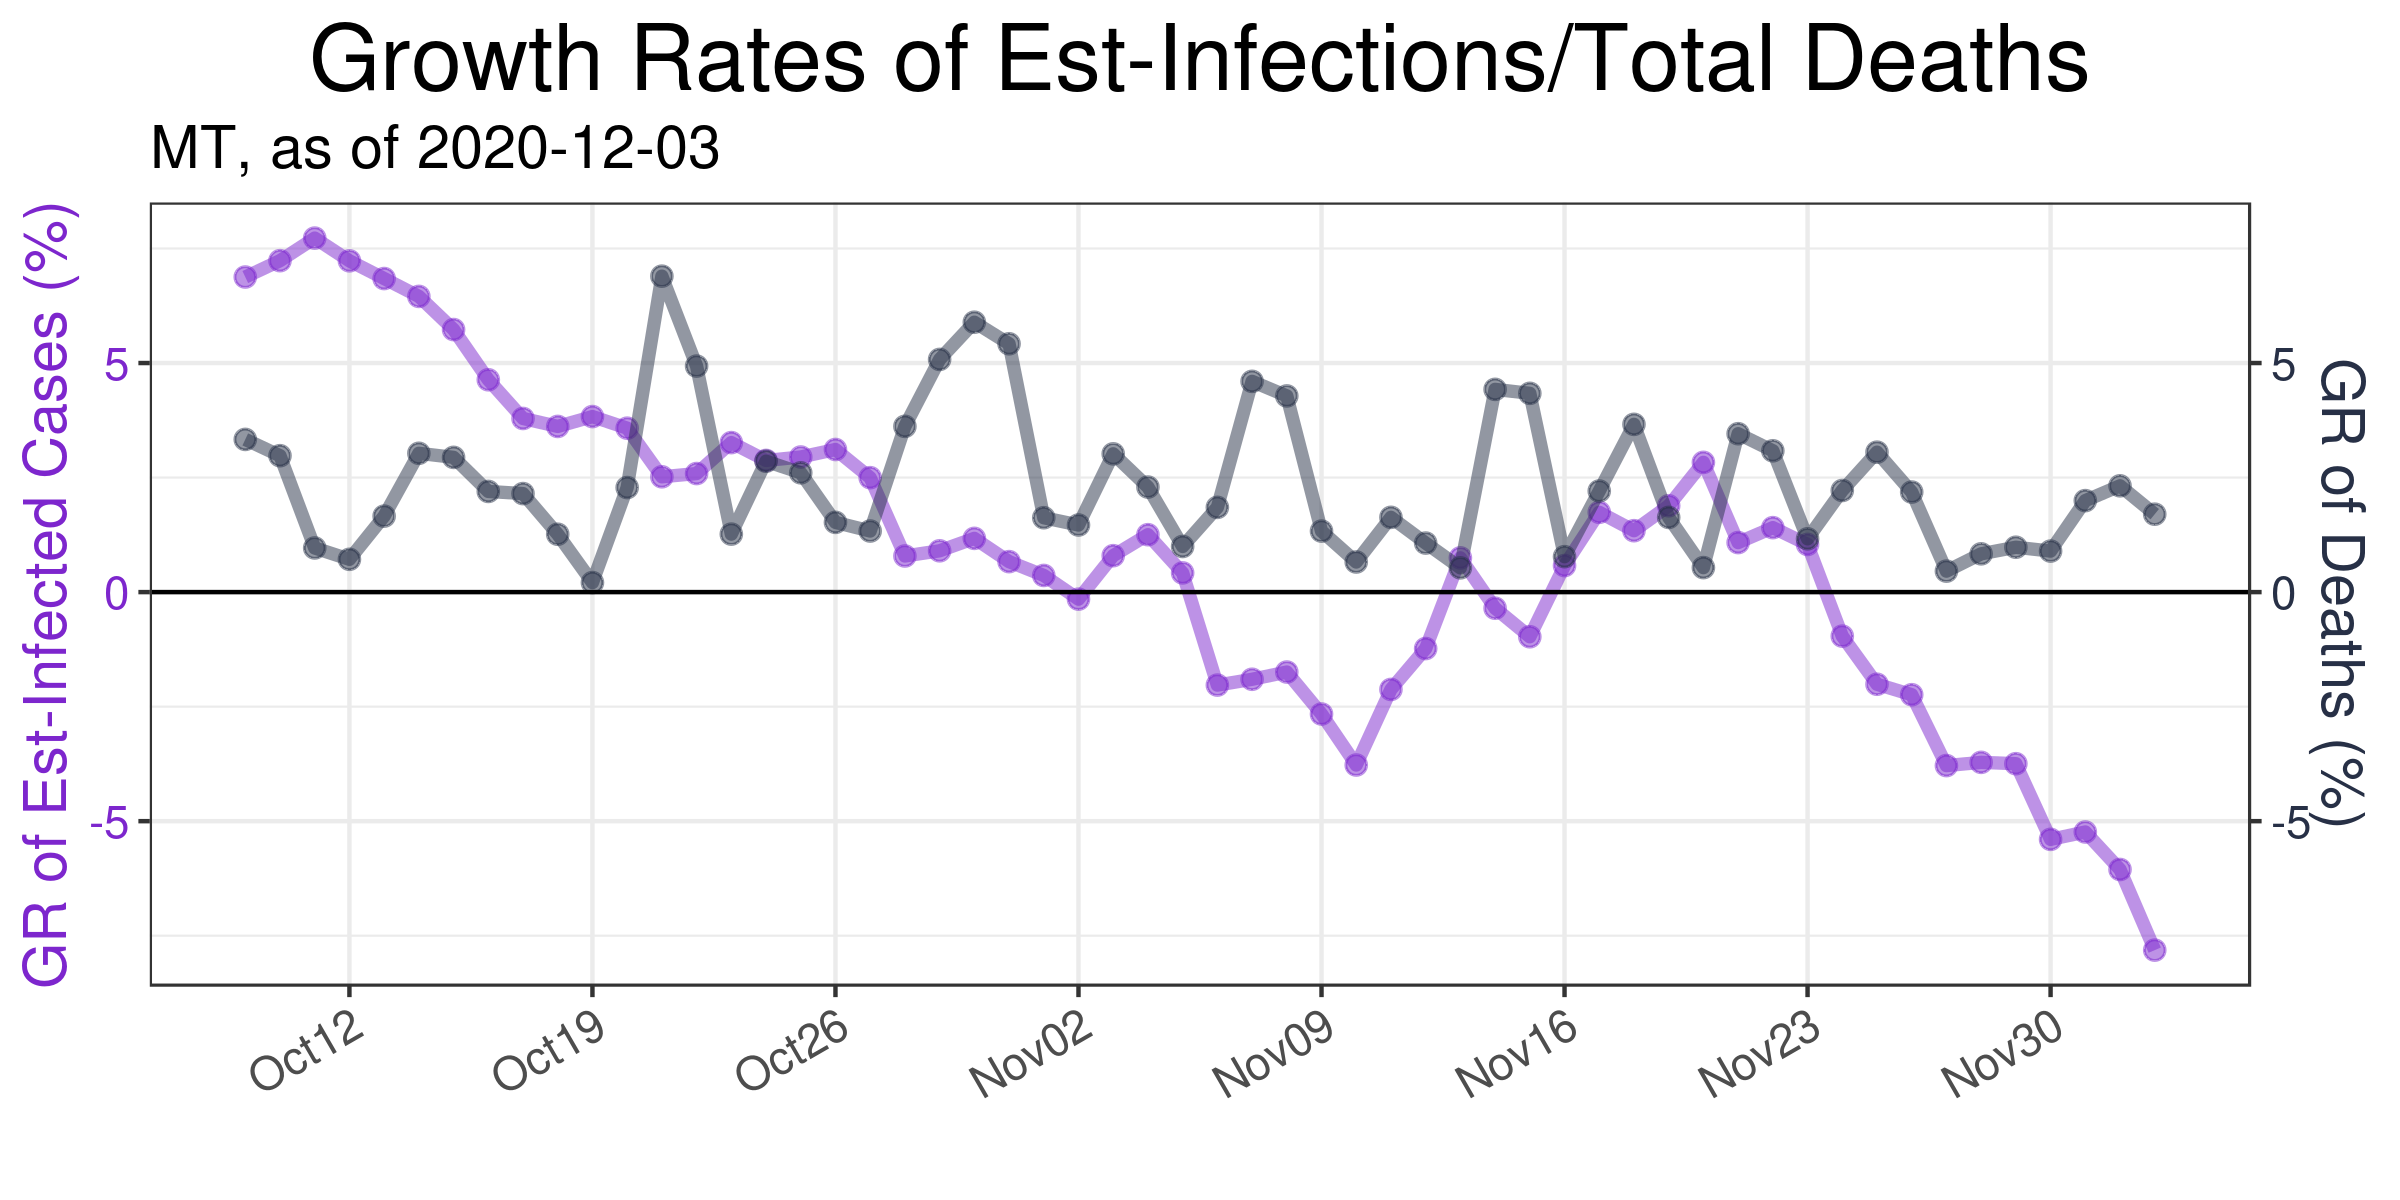 Growth Rates of Est-Infections/Total Deaths
MT, as of 2020-12-03
GR of Est-Infected Cases (%)
5
0
-5
5
0
-5
GR of Deaths (%)
Oct12
Oct19
Oct26
Nov02
Nov09
Nov16
Nov23
Nov30